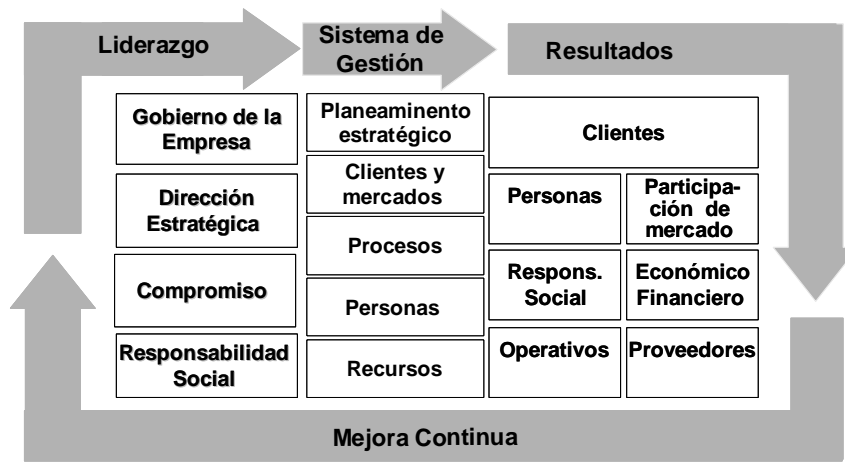 Liderazgo
Sistema de
Gestión
Resultados
Gobierno de la
Empresa
Dirección
Estratégica
Compromiso
Responsabilidad
Social
Planeaminento
estratégico
Clientes y
mercados
Procesos
Personas
Recursos
Clientes
Personas
Participa-
ción de
mercado
Respons.
Social
Económico
Financiero
Operativos
Proveedores
Mejora Continua